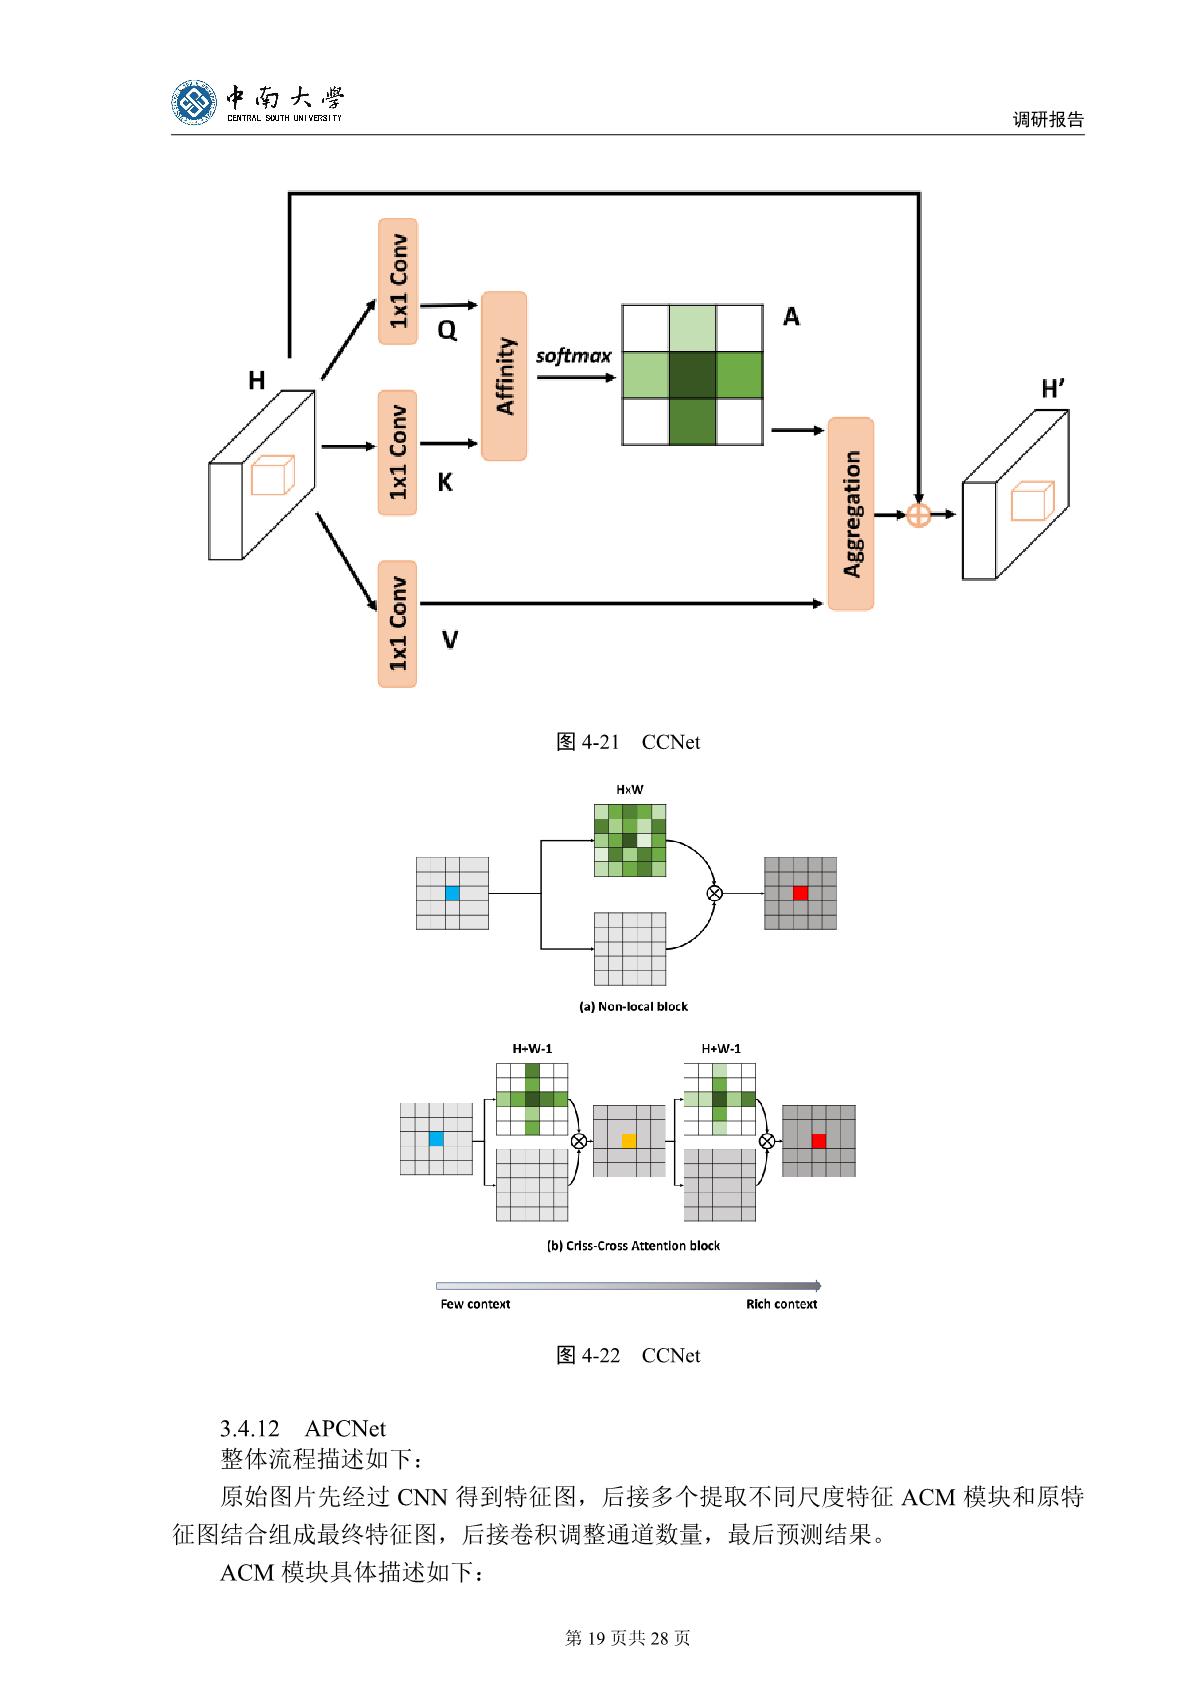 中南大學
CENTRAL SOUTH UNIVERSITY
调研报告
1x1 Conv
Q
H
Affinity
softmax
A
H’
1x1 Conv
K
Aggregation
1x1 Conv
V
图 4-21 CCNet
HxW
(a) Non-local block
H+W-1 H+W-1
(b) Criss-Cross Attention block
Few context Rich context
图 4-22 CCNet
3.4.12 APCNet
整体流程描述如下：
原始图片先经过 CNN 得到特征图，后接多个提取不同尺度特征 ACM 模块和原特
征图结合组成最终特征图，后接卷积调整通道数量，最后预测结果。
ACM 模块具体描述如下：
第 19 页共 28 页